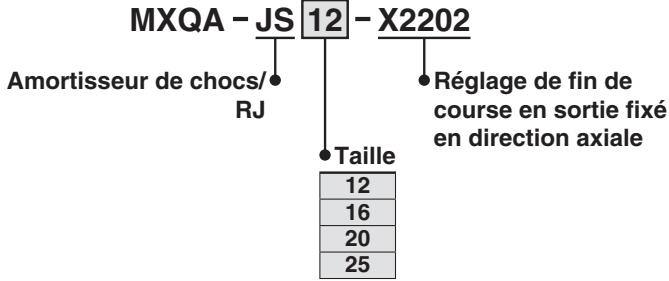 MXQA – JS 12 – X2202
Amortisseur de chocs/
RJ
Réglage de fin de
course en sortie fixé
en direction axiale
Taille
12
16
20
25